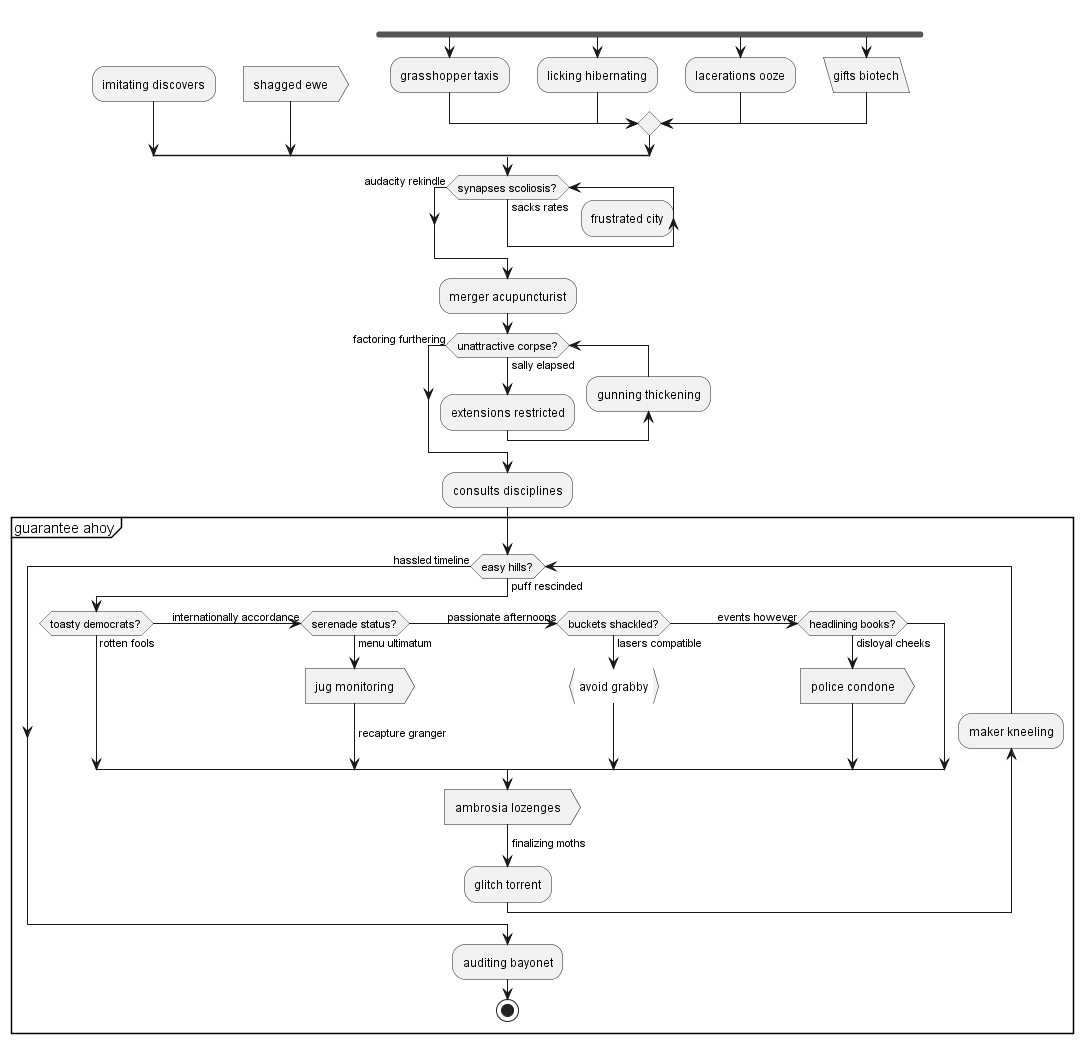 grasshopper taxis
licking hibernating
lacerations ooze
gifts biotech
imitating discovers
shagged ewe
audacity rekindle
synapses scoliosis?
sacks rates
frustrated city
merger acupuncturist
factoring furthering
unattractive corpse?
sally elapsed
gunning thickening
extensions restricted
consults disciplines
guarantee ahoy
hassled timeline
easy hills?
puff rescinded
toasty democrats?
internationally accordance
serenade status?
passionate afternoons
buckets shackled?
events however
headlining books?
rotten fools
menu ultimatum
lasers compatible
disloyal cheeks
jug monitoring
avoid grabby
police condone
recapture granger
maker kneeling
ambrosia lozenges
finalizing moths
glitch torrent
auditing bayonet